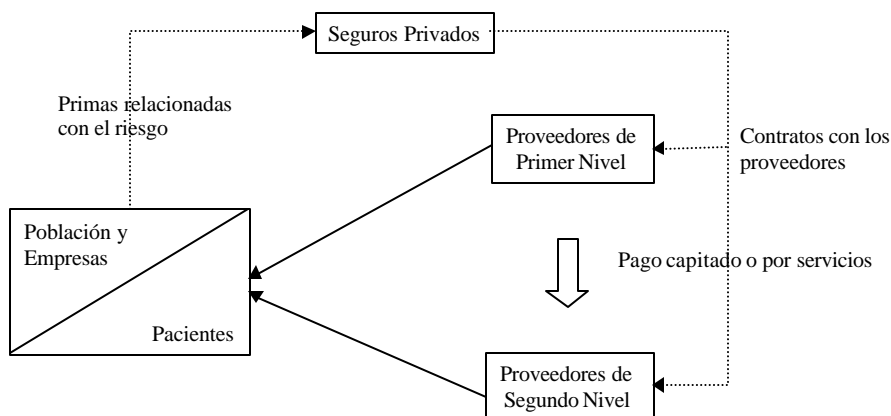 Seguros Privados
Primas relacionadas
con el riesgo
Proveedores de
Primer Nivel
Contratos con los
proveedores
Población y
Empresas
Pago capitado o por servicios
Pacientes
Proveedores de
Segundo Nivel